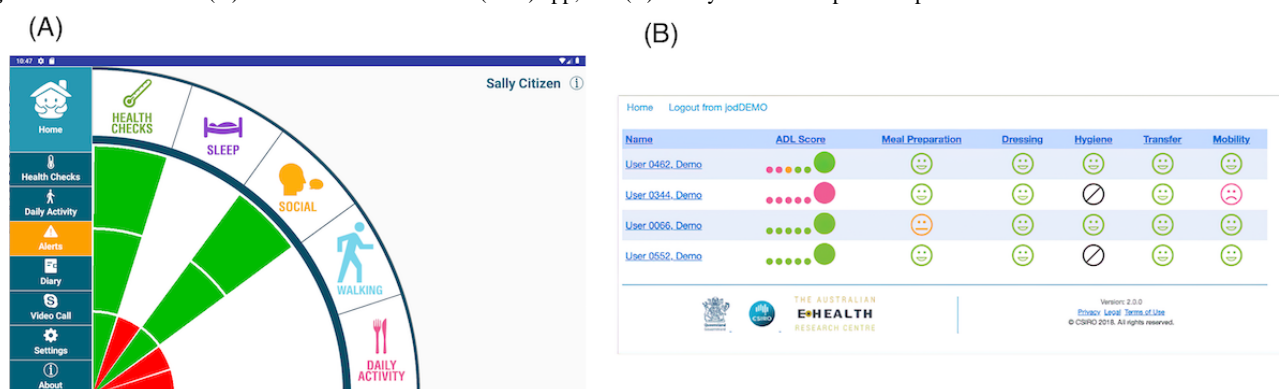 (A)
10:47
Sally Citizen
Home
HEALTH
CHECKS
SLEEP
SOCIAL
WALKING
DAILY
ACTIVITY
Health Checks
Daily Activity
Alerts
Diary
Video Call
Settings
About
(B)
Home Logout from jodDEMO
Name ADL Score Meal Preparation Dressing Hygiene Transfer Mobility
User 0462, Demo
User 0344, Demo
User 0066, Demo
User 0552, Demo
CSIRO
THE AUSTRALIAN
E-HEALTH
RESEARCH CENTRE
Version: 2.0.0
Privacy Legal Terms of Use
© CSIRO 2018. All rights reserved.